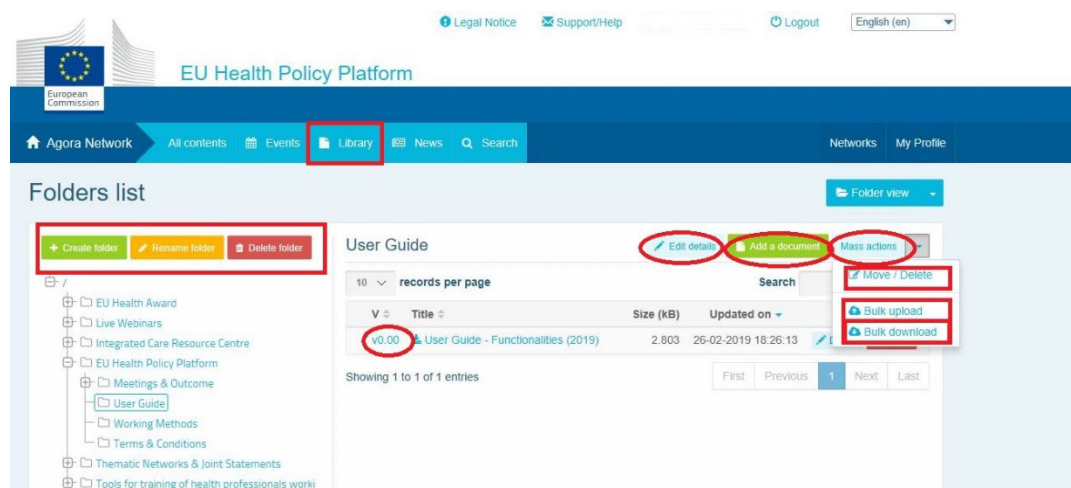 Legal Notice Support/Help Logout English (en)
EU Health Policy Platform
European
Commission
Agora Network All contents Events Library News Search Networks My Profile
Folders list Folder view
Create folder Rename folder Delete folder
User Guide Edit details Add a document Mass actions
Move / Delete
Bulk upload
Bulk download
10 records per page Search
V Title Size (kB) Updated on
v0.00 User Guide - Functionalities (2019) 2.803 26-02-2019 18:26:13
Showing 1 to 1 of 1 entries First Previous 1 Next Last
/
EU Health Award
Live Webinars
Integrated Care Resource Centre
EU Health Policy Platform
Meetings & Outcome
User Guide
Working Methods
Terms & Conditions
Thematic Networks & Joint Statements
Tools for training of health professionals worki